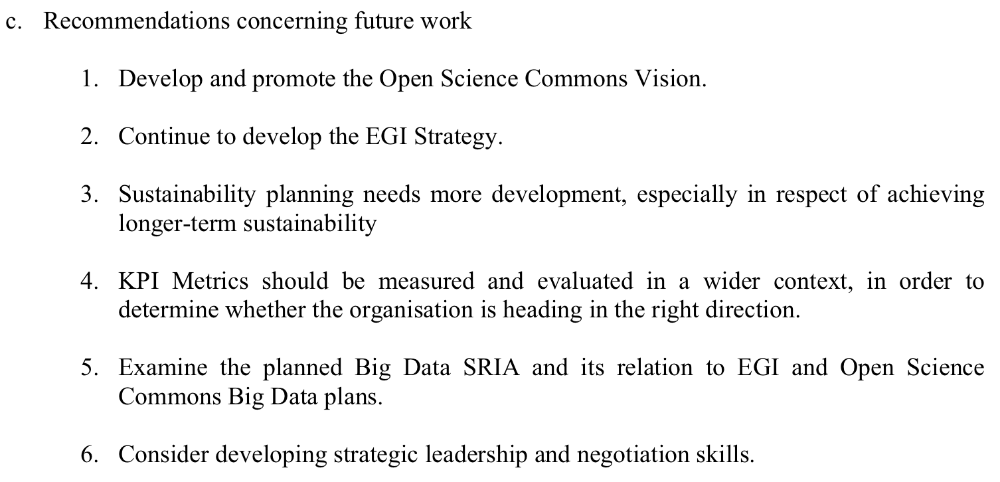 c. Recommendations concerning future work
1. Develop and promote the Open Science Commons Vision.
2. Continue to develop the EGI Strategy.
3. Sustainability planning needs more development, especially in respect of achieving
longer-term sustainability
4. KPI Metrics should be measured and evaluated in a wider context, in order to
determine whether the organisation is heading in the right direction.
5. Examine the planned Big Data SRIA and its relation to EGI and Open Science
Commons Big Data plans.
6. Consider developing strategic leadership and negotiation skills.